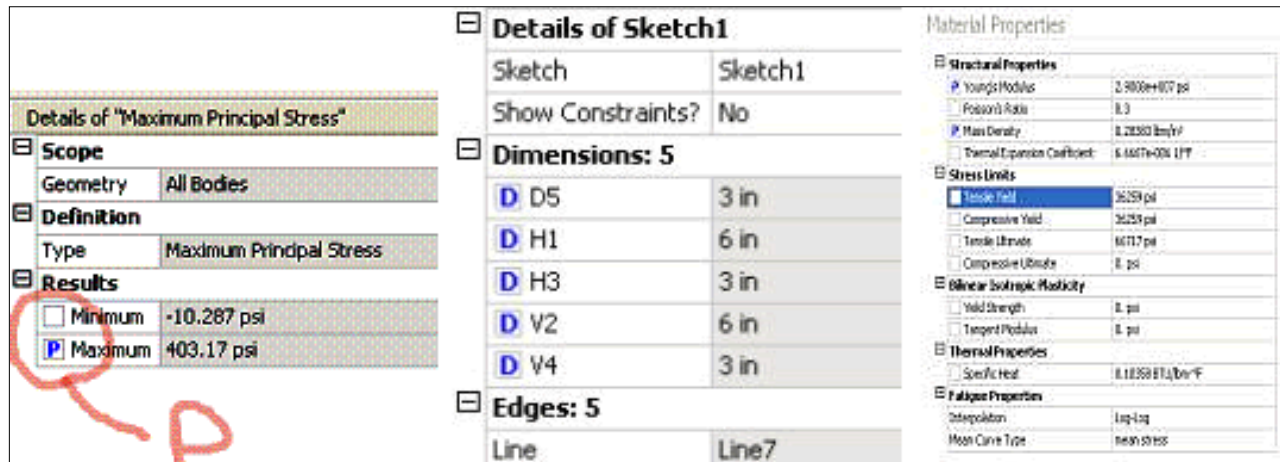 Details of "Maximum Principal Stress"
Scope
Geometry All Bodies
Definition
Type Maximum Principal Stress
Results
Minimum -10.287 psi
P Maximum 403.17 psi
P
Details of Sketch1
Sketch Sketch1
Show Constraints? No
Dimensions: 5
D D5 3 in
D H1 6 in
D H3 3 in
D V2 6 in
D V4 3 in
Edges: 5
Line Line7
Material Properties
Structural Properties
P Young's Modulus psi
Poisson's Ratio 0.3
P Mass Density
Thermal Expansion Coefficient
Stress Limits
Tensile Yield 36259 psi
Compressive Yield 36259 psi
Tensile Ultimate 66717 psi
Compressive Ultimate 0. psi
Bilinear Isotropic Plasticity
Yield Strength 0. psi
Tangent Modulus 0. psi
Thermal Properties
Specific Heat
Fatigue Properties
Interpolation Log-Log
Mean Curve Type mean stress